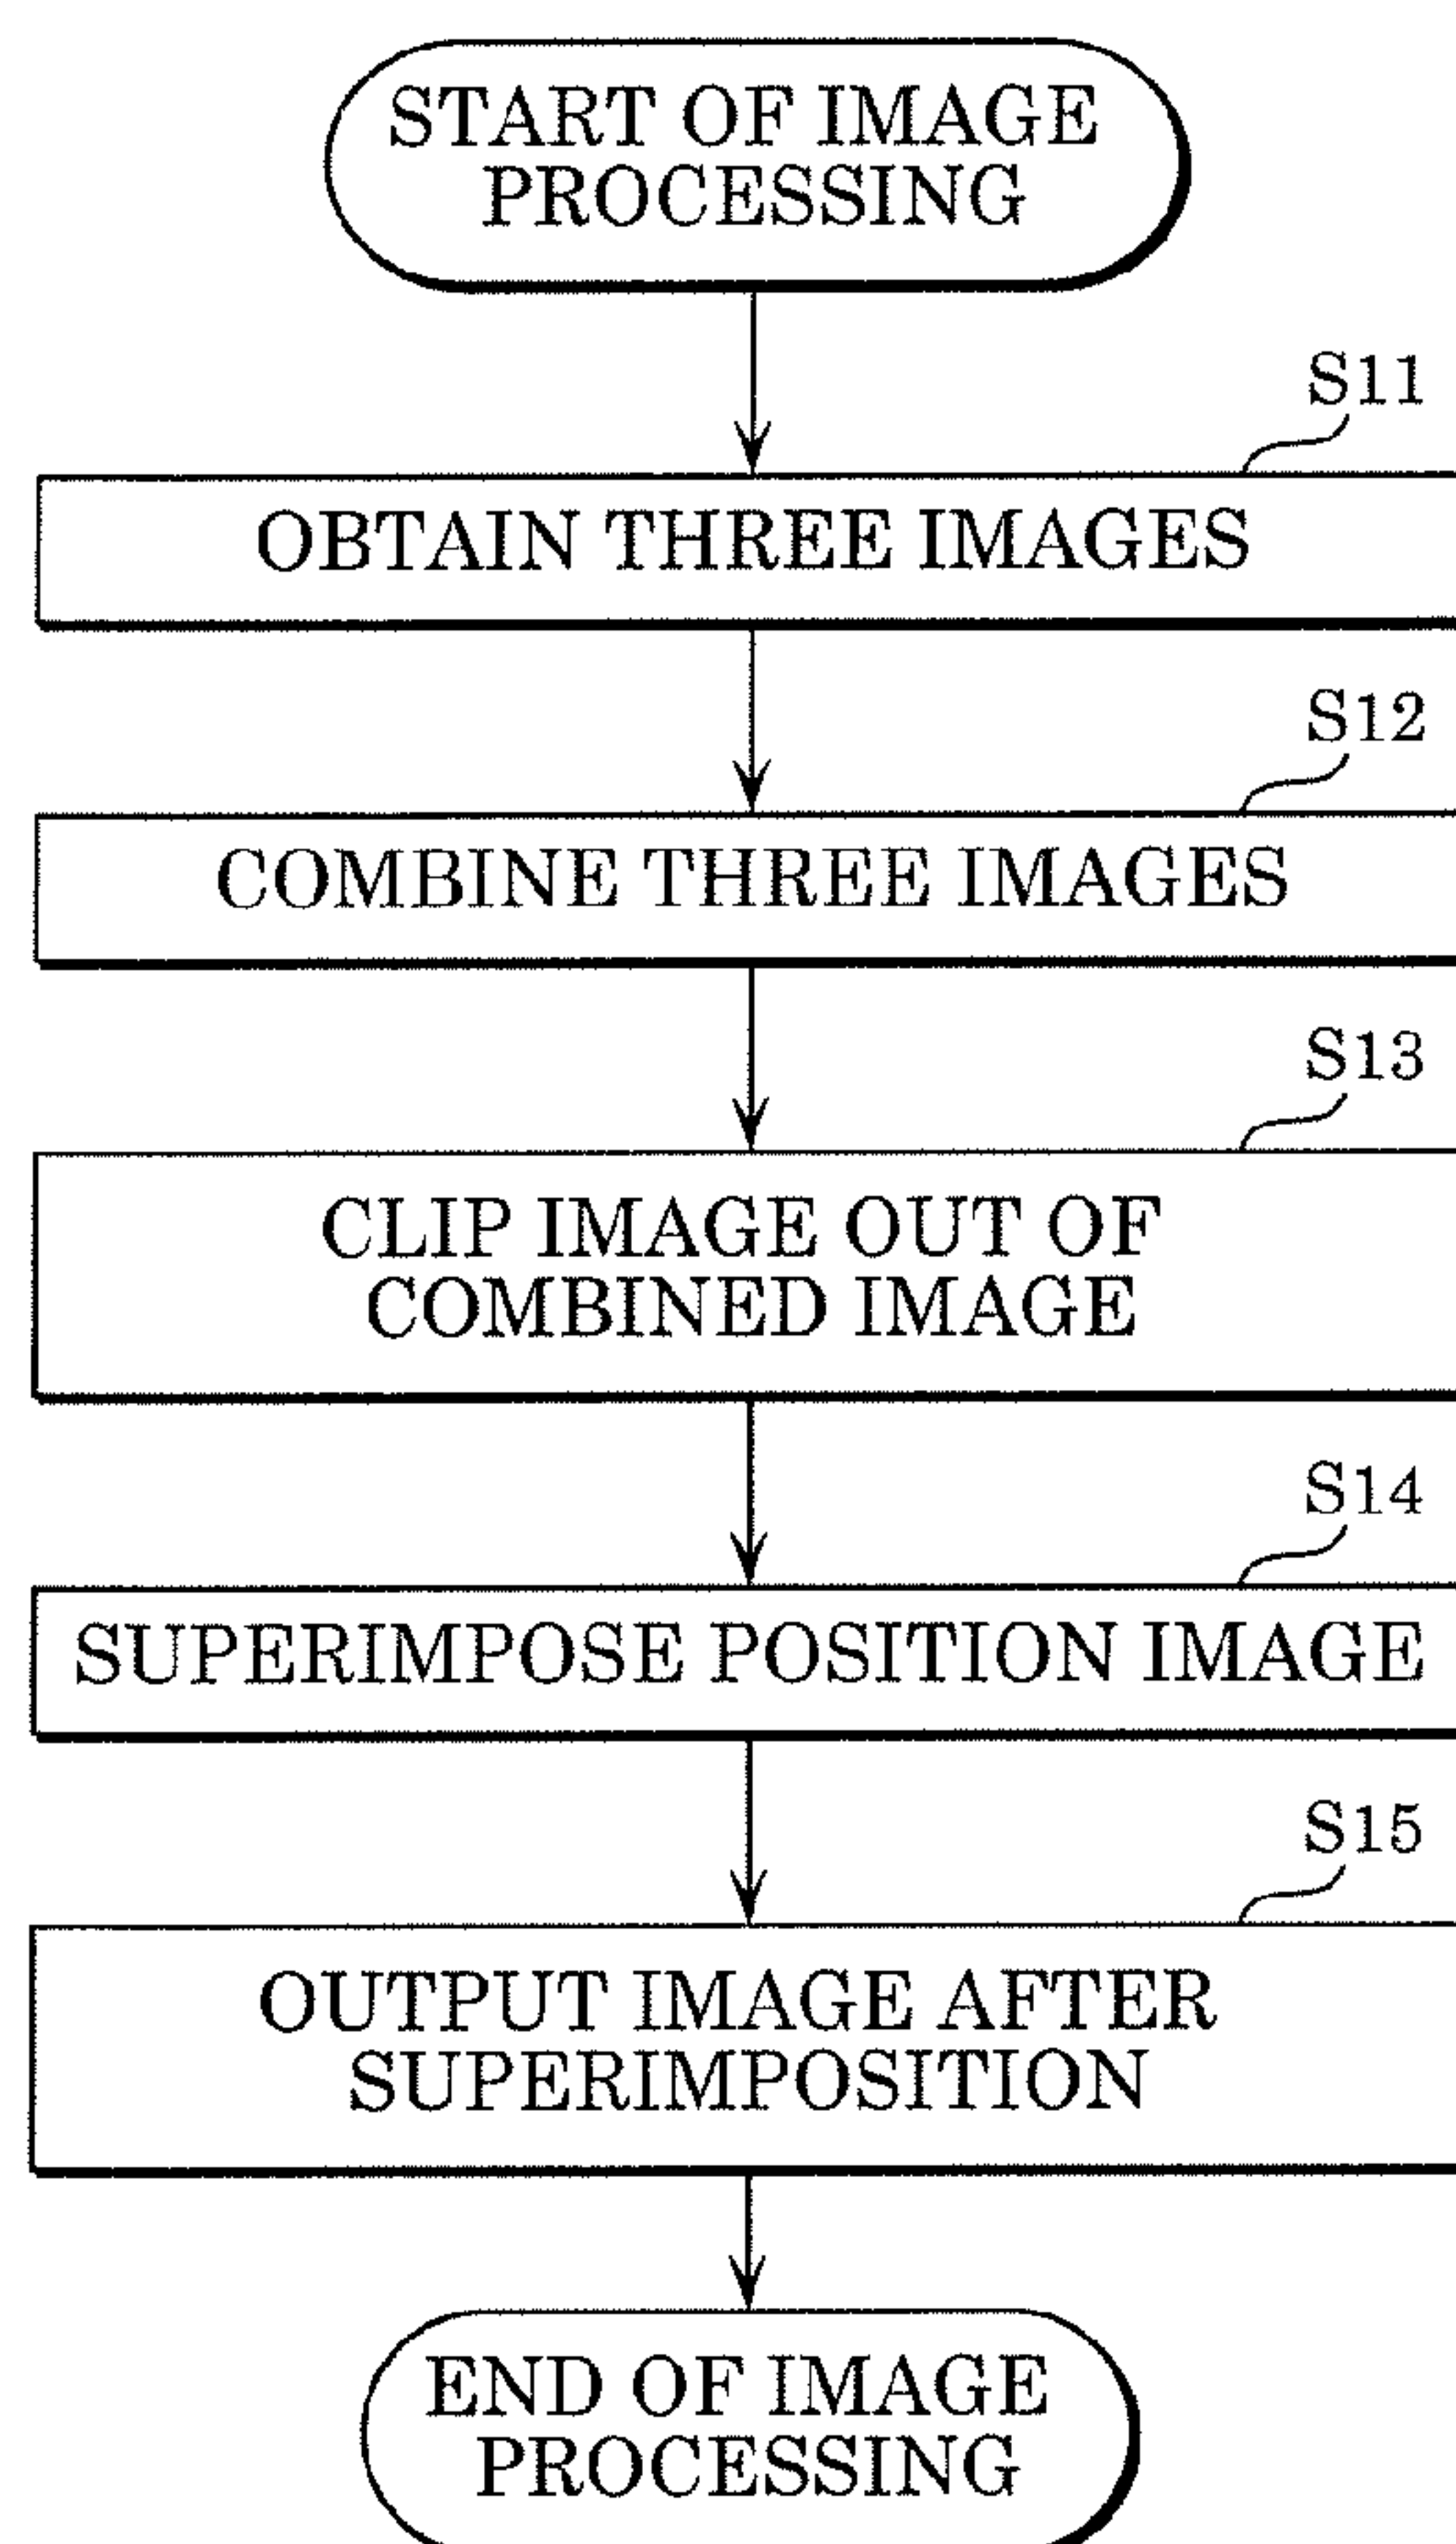 START OF IMAGE
PROCESSING
S11
OBTAIN THREE IMAGES
S12
COMBINE THREE IMAGES
S13
CLIP IMAGE OUT OF
COMBINED IMAGE
S14
SUPERIMPOSE POSITION IMAGE
S15
OUTPUT IMAGE AFTER
SUPERIMPOSITION
END OF IMAGE
PROCESSING